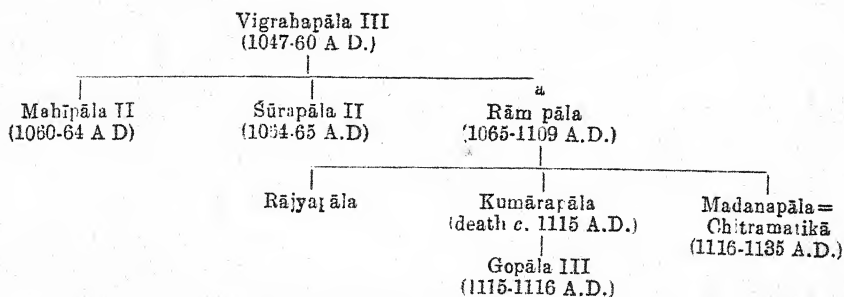 Vigrahapāla III
(1047-60 A D.)
Mahīpāla II
(1060-64 A D)
Śūrapāla II
(1064-65 A.D)
a
Rām pāla
(1065-1109 A.D.)
Rājyapāla
Kumārapāla
(death c. 1115 A.D.)
Madanapāla=
Chitramatikā
(1116-1135 A.D.)
Gopāla III
(1115-1116 A.D.)